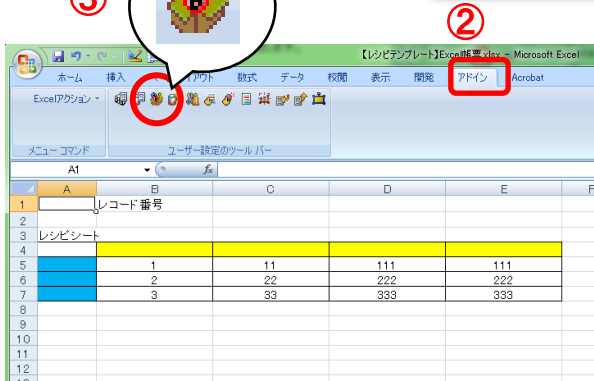 ③
②
【レシピテンプレート】Excel帳票.xlsx - Microsoft Excel
ホーム 挿入 数式 データ 校閲 表示 開発 アドイン Acrobat
Excelアクション
メニュー コマンド ユーザー設定のツール バー
A1 fx
A B C D E F
1 レコード番号
2
3 レシピシート
4
5 1 11 111 111
6 2 22 222 222
7 3 33 333 333
8
9
10
11
12